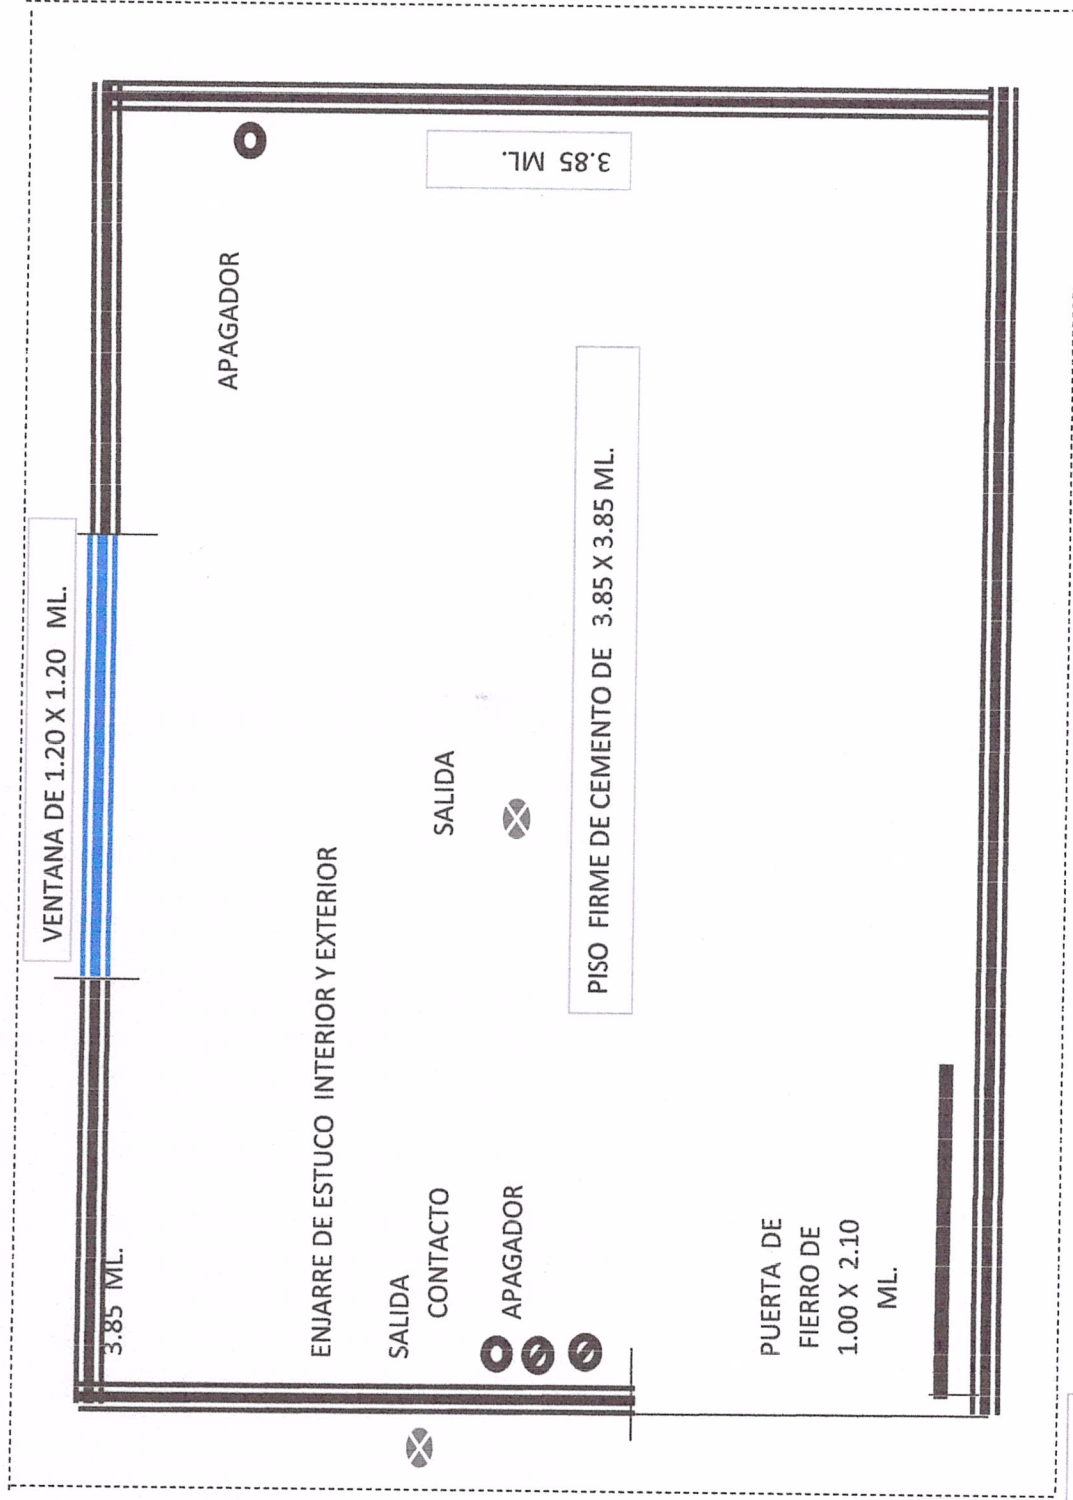 VENTANA DE 1.20 X 1.20 ML.
3.85 ML.
ENJARRE DE ESTUCO INTERIOR Y EXTERIOR
APAGADOR
SALIDA
CONTACTO
APAGADOR
SALIDA
3.85 ML.
PISO FIRME DE CEMENTO DE 3.85 X 3.85 ML.
PUERTA DE
FIERRO DE
1.00 X 2.10
ML.